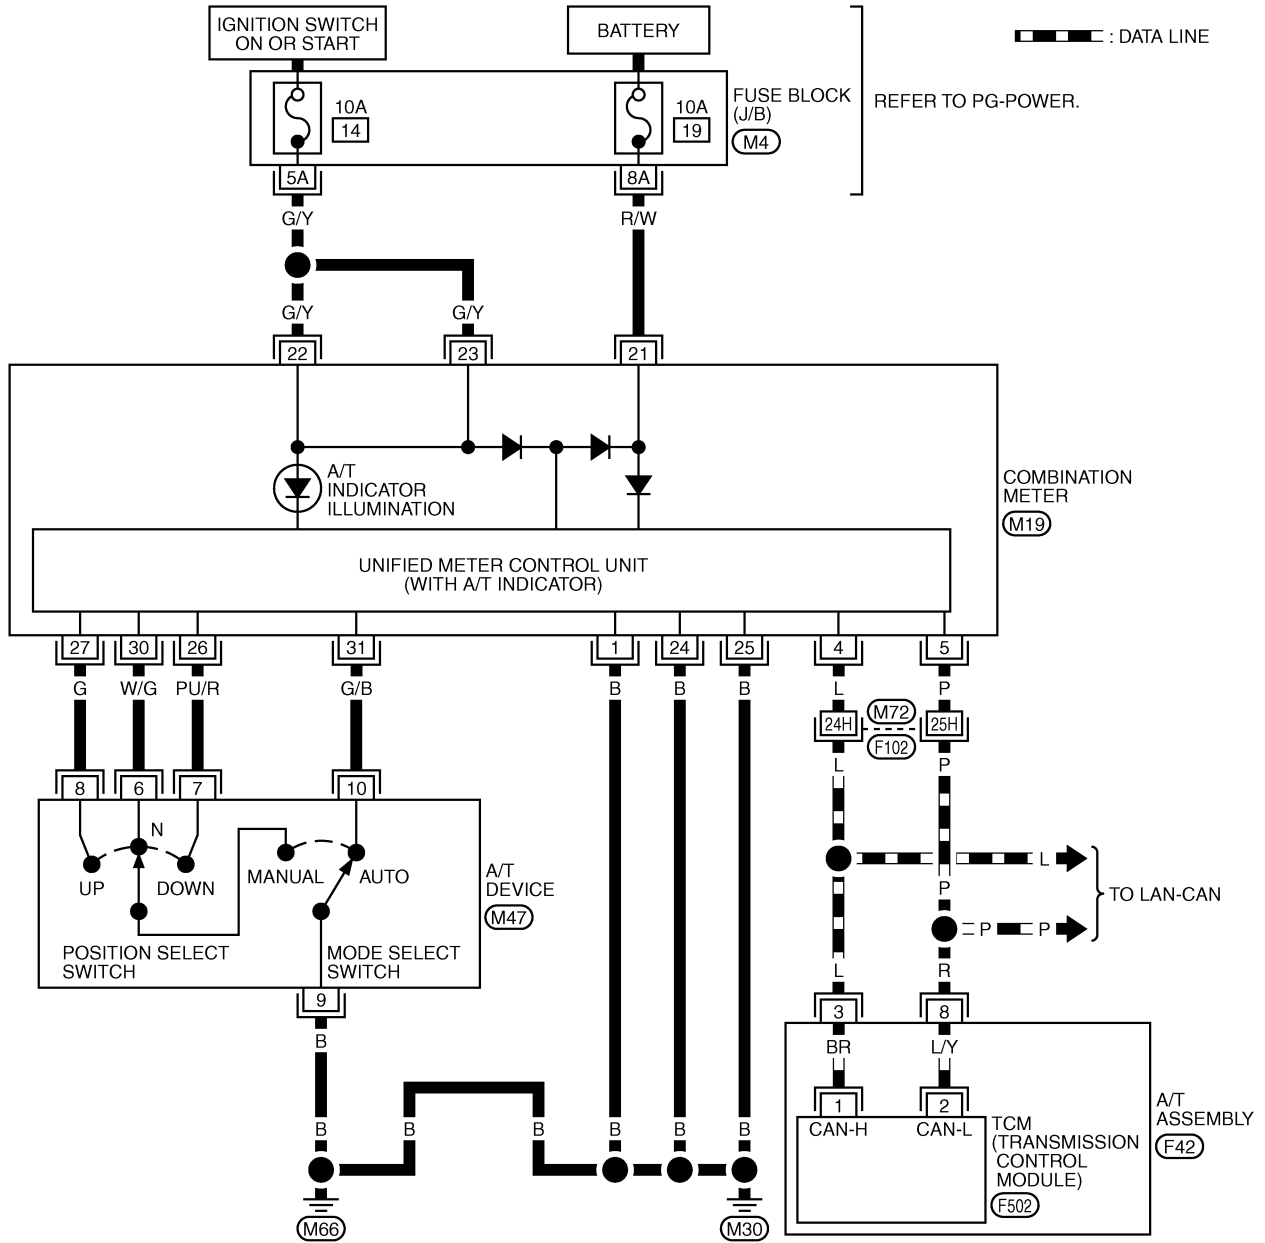 IGNITION SWITCH
ON OR START
BATTERY
: DATA LINE
10A
14
10A
19
FUSE BLOCK
(J/B)
M4
REFER TO PG-POWER.
5A
8A
G/Y
R/W
G/Y
G/Y
22
23
21
A/T
INDICATOR
ILLUMINATION
COMBINATION
METER
M19
UNIFIED METER CONTROL UNIT
(WITH A/T INDICATOR)
27
30
26
31
1
24
25
4
5
G
W/G
PU/R
G/B
B
B
B
L
P
24H
M72
25H
F102
L
P
8
6
7
10
N
UP
DOWN
MANUAL
AUTO
A/T
DEVICE
M47
POSITION SELECT
SWITCH
MODE SELECT
SWITCH
L
P
TO LAN-CAN
P
P
L
R
9
3
8
B
BR
L/Y
1
2
B
B
B
B
B
B
CAN-H
CAN-L
TCM
(TRANSMISSION
CONTROL
MODULE)
F502
A/T
ASSEMBLY
F42
M66
M30